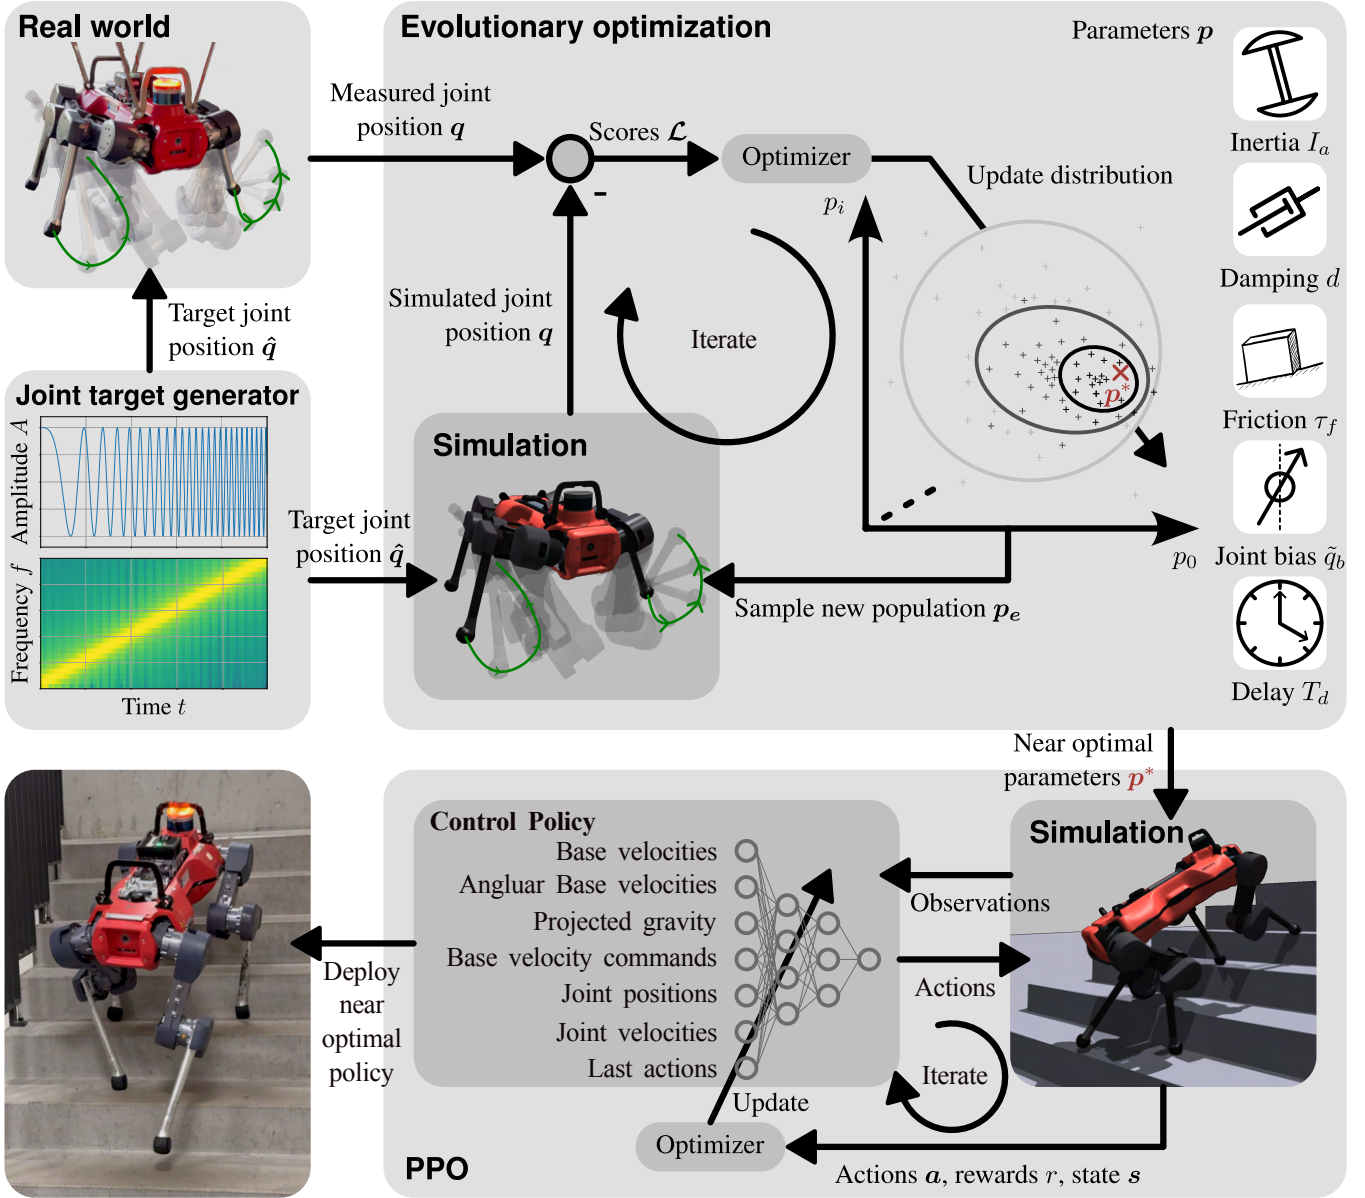 Real world
Evolutionary optimization
Parameters p
Measured joint
position q
Scores ℒ
Optimizer
Update distribution
p_i
Inertia I_a
Damping d
Friction τ_f
Joint bias q̃_b
Delay T_d
Target joint
position q̂
Simulated joint
position q
-
Iterate
p*
p_0
Joint target generator
Amplitude A
Frequency f
Time t
Target joint
position q̂
Simulation
Sample new population p_e
Near optimal
parameters p*
Control Policy
Base velocities
Angluar Base velocities
Projected gravity
Base velocity commands
Joint positions
Joint velocities
Last actions
Simulation
Observations
Actions
Iterate
Update
Optimizer
PPO
Actions a, rewards r, state s
Deploy
near
optimal
policy